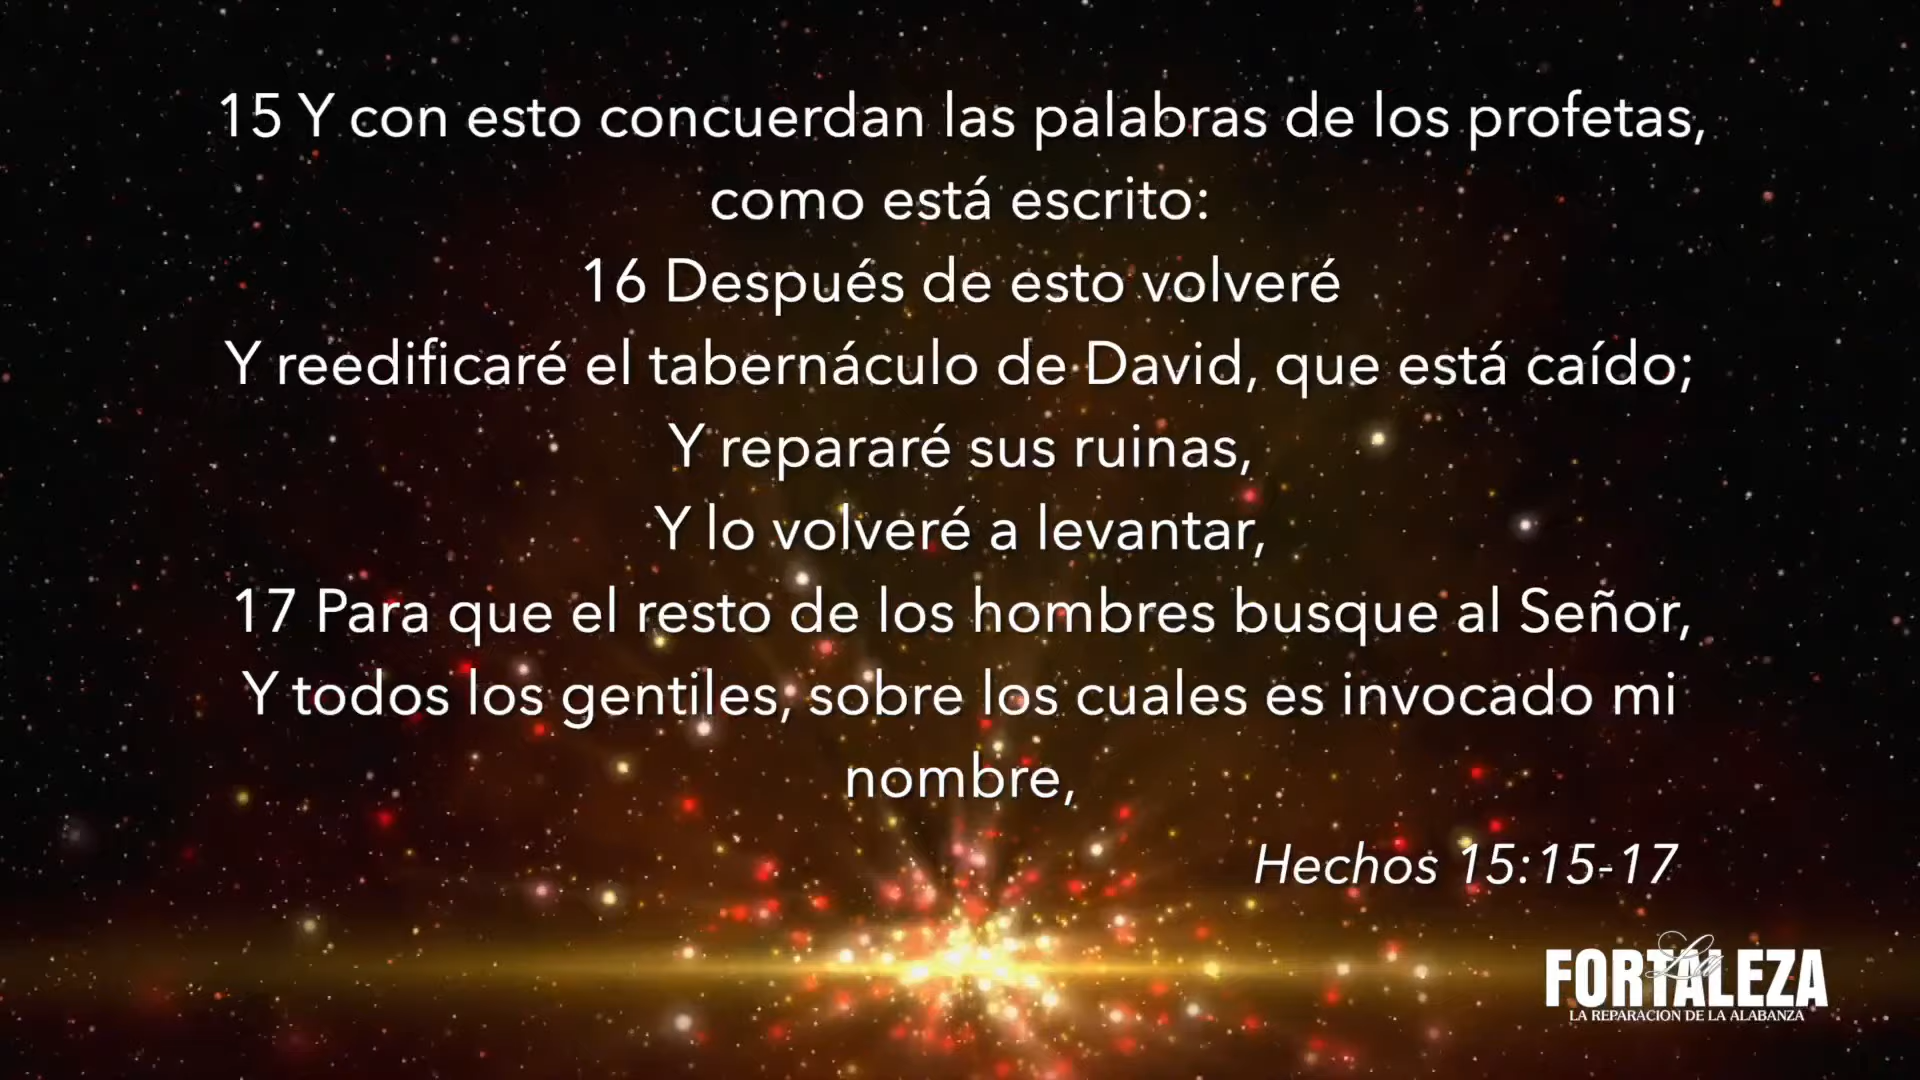 15 Y con esto concuerdan las palabras de los profetas,
como está escrito:
16 Después de esto volveré
Y reedificaré el tabernáculo de David, que está caído;
Y repararé sus ruinas,
Y lo volveré a levantar,
17 Para que el resto de los hombres busque al Señor,
Y todos los gentiles, sobre los cuales es invocado mi
nombre,
Hechos 15:15-17
La
FORTALEZA
LA REPARACION DE LA ALABANZA